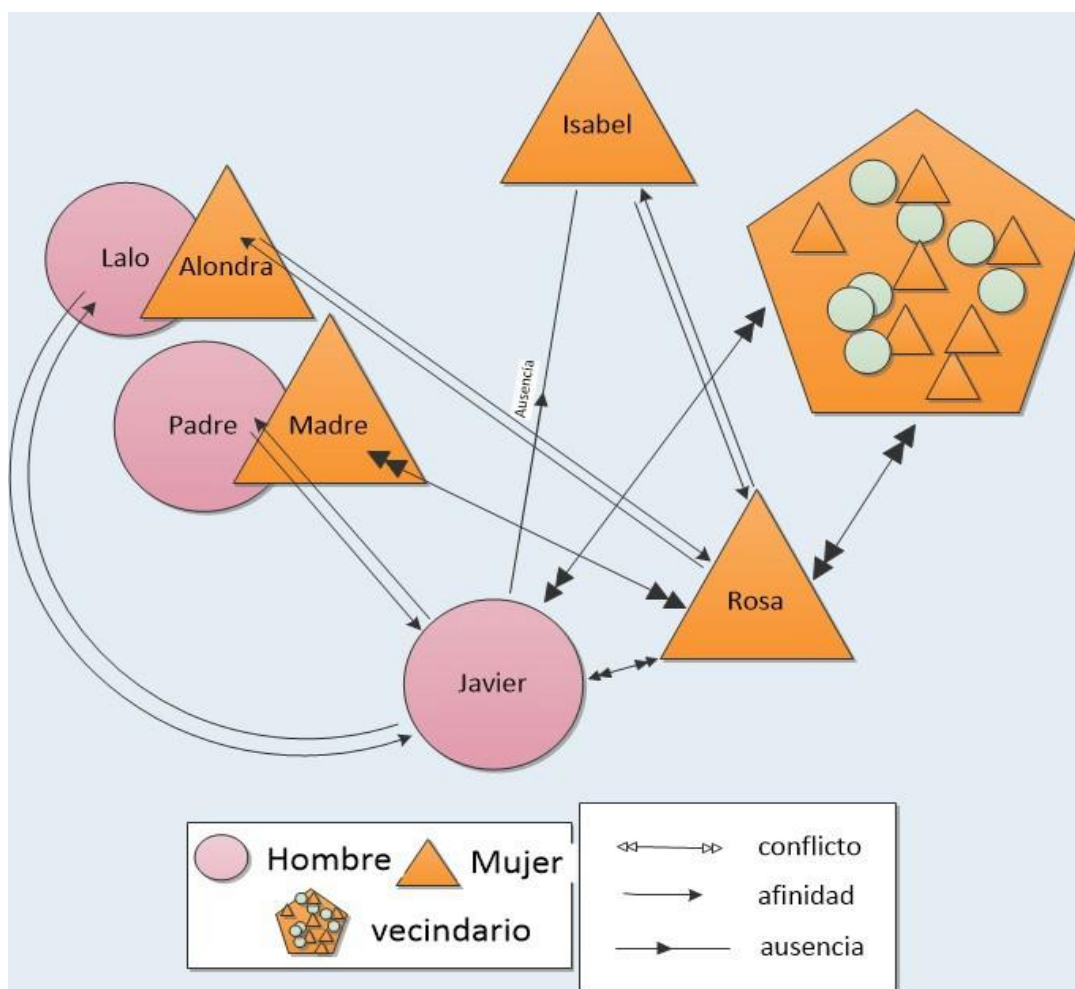 Isabel
Lalo
Alondra
Ausencia
Padre
Madre
Rosa
Javier
Hombre
Mujer
vecindario
conflicto
afinidad
ausencia